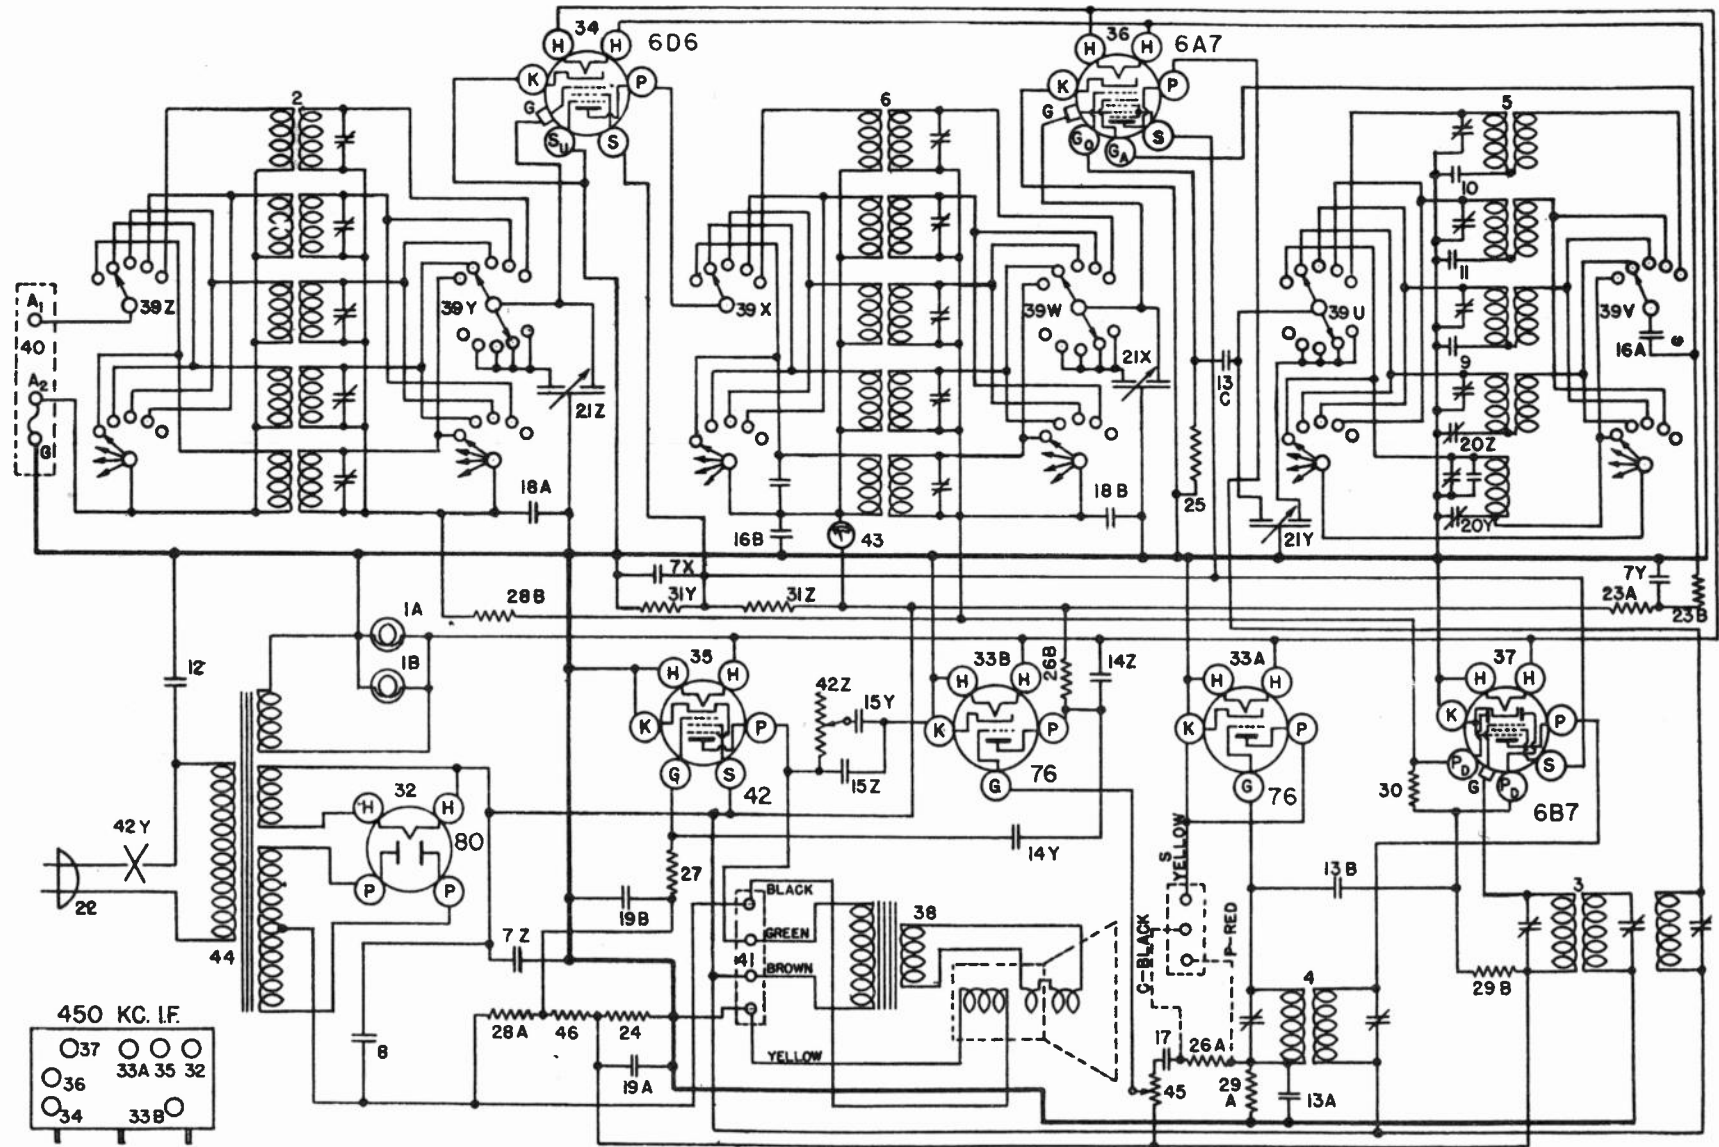 34
H H 6D6
36
H H 6A7
K P
K P
2
G
6
G
5
S
SU S
GO GA
10
11
A1
39Z
39Y
39X
39W
39U
39V
40
21X
16A
A2
21Z
13 C
9
G
20Z
18A
18B
25
16B
43
21Y
20Y
7X
7Y
28B
31Y
31Z
23A
23B
1A
35
33B
26B
14Z
33A
37
12
1B
H H
42Z
H H
H H
H H
15Y
K P
K P
K P
K P
32
G S
15Z
G
76
G
76
PD G PD S
30
H H
42
6B7
42Y
80
14Y
S YELLOW
27
13B
P P
BLACK
3
22
19B
38
44
7Z
GREEN
41
C-BLACK
P-RED
BROWN
4
29B
450 KC. I.F.
28A 46 24
37
8
17
26A
33A 35 32
YELLOW
36
19A
45
29 A
13A
34 33B